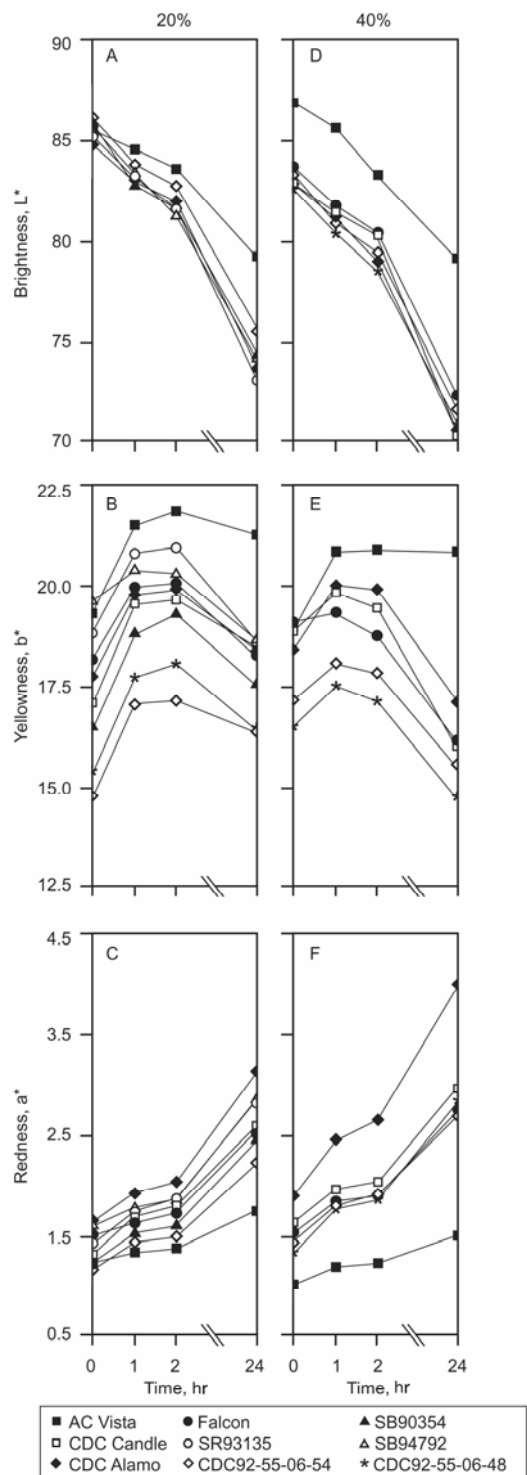 20% 40%
90
A D
85
80
75
70
Brightness, L*
22.5
B E
20.0
17.5
15.0
12.5
Yellowness, b*
4.5
C F
3.5
2.5
1.5
0.5
Redness, a*
0 1 2 24 0 1 2 24
Time, hr Time, hr
AC Vista Falcon SB90354
CDC Candle SR93135 SB94792
CDC Alamo CDC92-55-06-54 CDC92-55-06-48